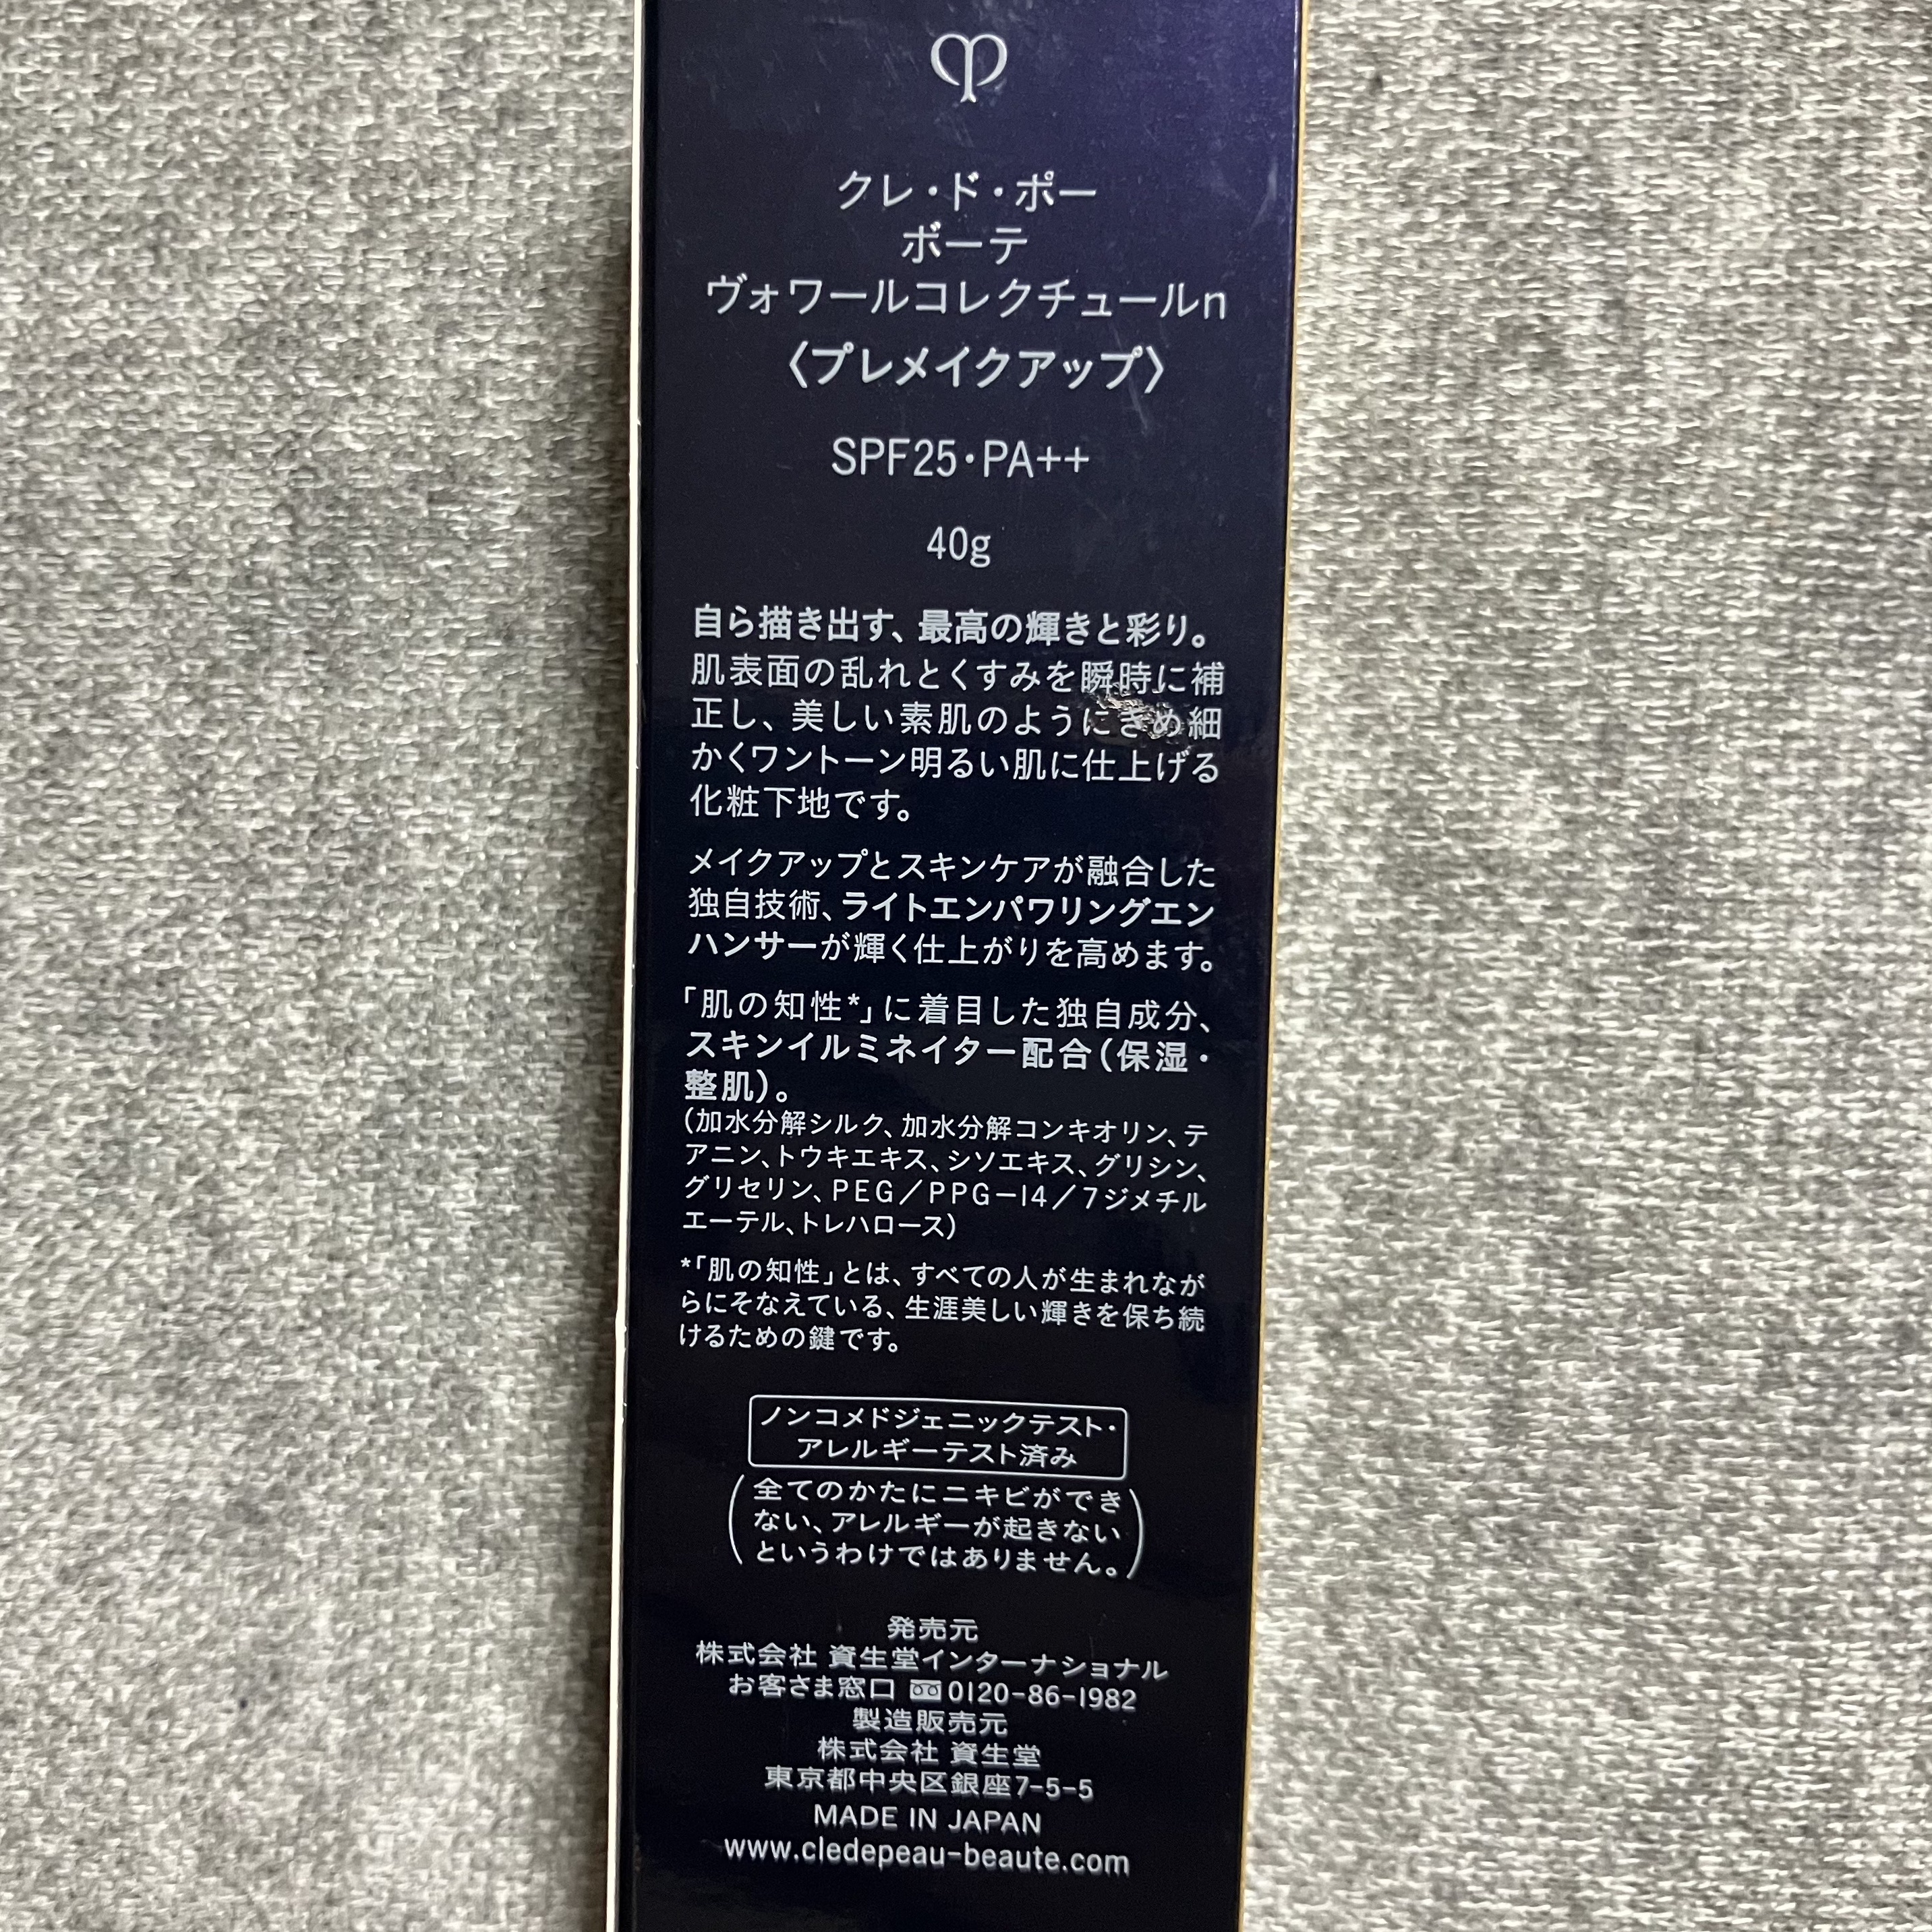 クレ・ド・ポー
ボーテ
ヴォワールコレクチュールn
〈プレメイクアップ〉
SPF25・PA++
40g
自ら描き出す、最高の輝きと彩り。
肌表面の乱れとくすみを瞬時に補
正し、美しい素肌のようにきめ細
かくワントーン明るい肌に仕上げる
化粧下地です。
メイクアップとスキンケアが融合した
独自技術、ライトエンパワリングエン
ハンサーが輝く仕上がりを高めます。
「肌の知性*」に着目した独自成分、
スキンイルミネイター配合(保湿・
整肌)。
(加水分解シルク、加水分解コンキオリン、テ
アニン、トウキエキス、シソエキス、グリシン、
グリセリン、PEG/PPG-14/7ジメチル
エーテル、トレハロース)
*「肌の知性」とは、すべての人が生まれなが
らにそなえている、生涯美しい輝きを保ち続
けるための鍵です。
ノンコメドジェニックテスト・
アレルギーテスト済み
(全てのかたにニキビができ
ない、アレルギーが起きない
というわけではありません。)
発売元
株式会社 資生堂インターナショナル
お客さま窓口 0120-86-1982
製造販売元
株式会社 資生堂
東京都中央区銀座7-5-5
MADE IN JAPAN
www.cledepeau-beaute.com